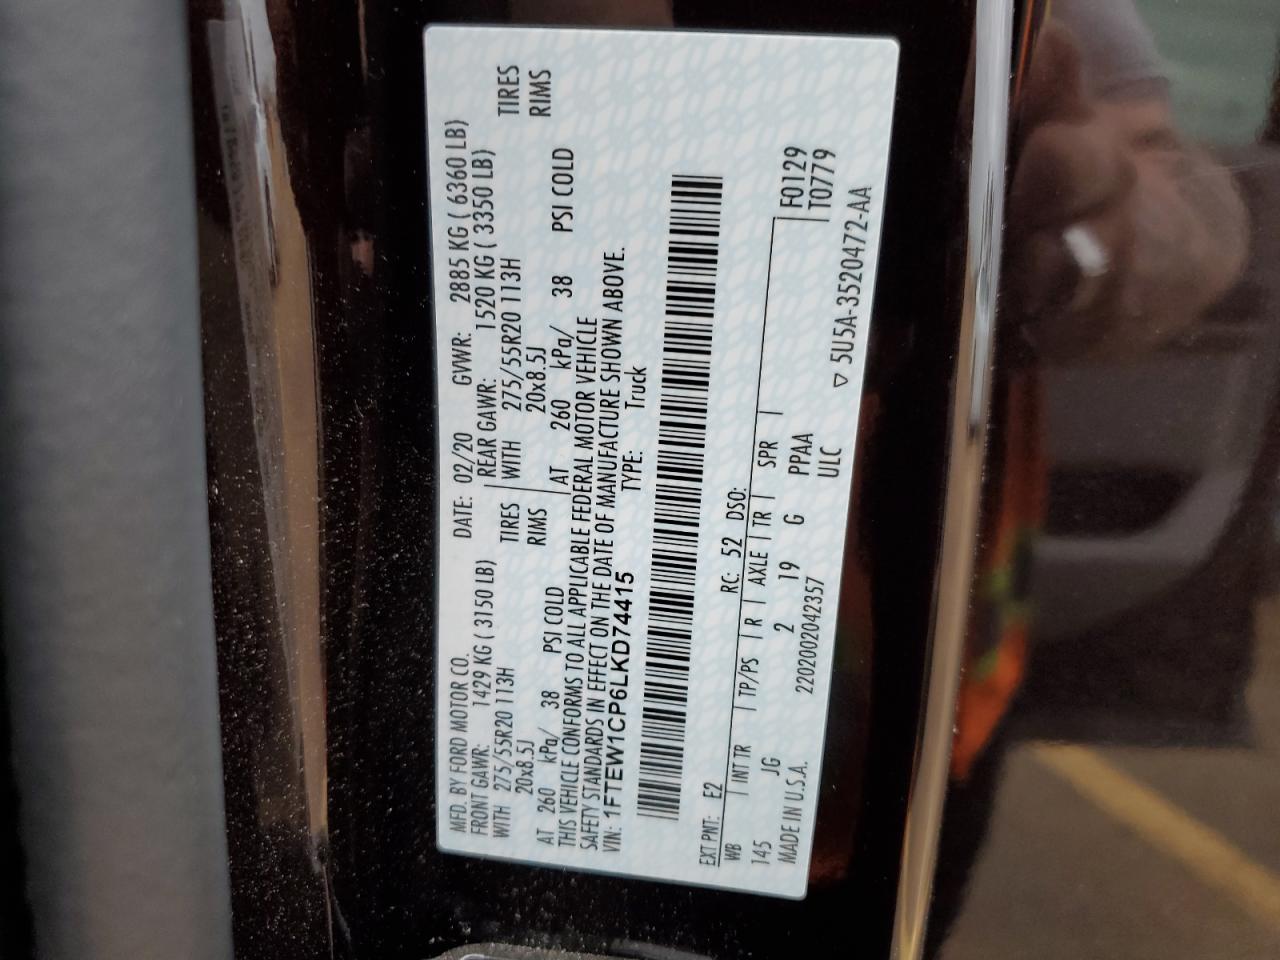 MFD. BY FORD MOTOR CO. DATE: 02/20 GVWR: 2885 KG ( 6360 LB)
FRONT GAWR: 1429 KG ( 3150 LB) REAR GAWR: 1520 KG ( 3350 LB)
WITH 275/55R20 113H TIRES WITH 275/55R20 113H TIRES
20x8.5J RIMS 20x8.5J RIMS
AT 260 kPa/ 38 PSI COLD AT 260 kPa/ 38 PSI COLD
THIS VEHICLE CONFORMS TO ALL APPLICABLE FEDERAL MOTOR VEHICLE
SAFETY STANDARDS IN EFFECT ON THE DATE OF MANUFACTURE SHOWN ABOVE.
VIN: 1FTEW1CP6LKD74415 TYPE: Truck
EXT PNT: E2 RC: 52 DSO:
WB INT TR TP/PS R AXLE TR SPR F0129
145 JG 2 19 G PPAA T0779
MADE IN U.S.A. 2202002042357 ULC
▽ 5U5A-3520472-AA